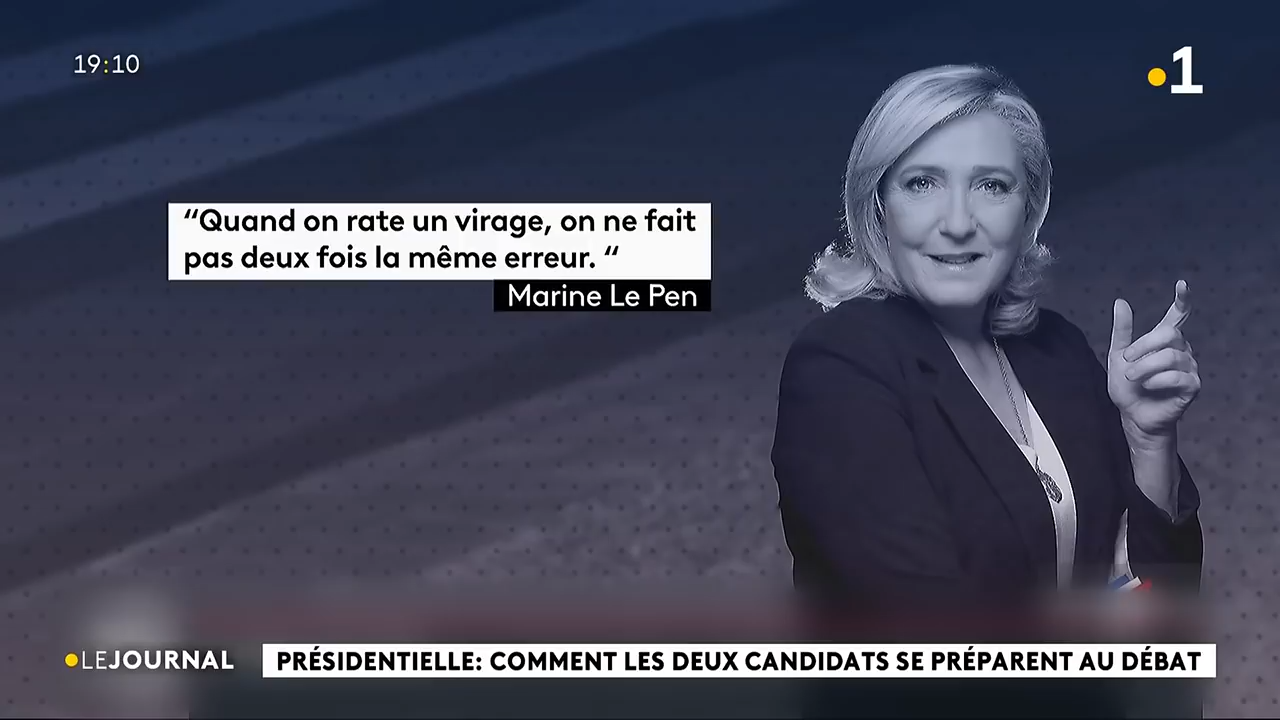 19:10
1
“Quand on rate un virage, on ne fait
pas deux fois la même erreur. “
Marine Le Pen
LEJOURNAL
PRÉSIDENTIELLE: COMMENT LES DEUX CANDIDATS SE PRÉPARENT AU DÉBAT